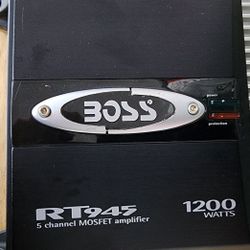 power
BOSS
protection
RT945
5 channel MOSFET amplifier
1200
WATTS